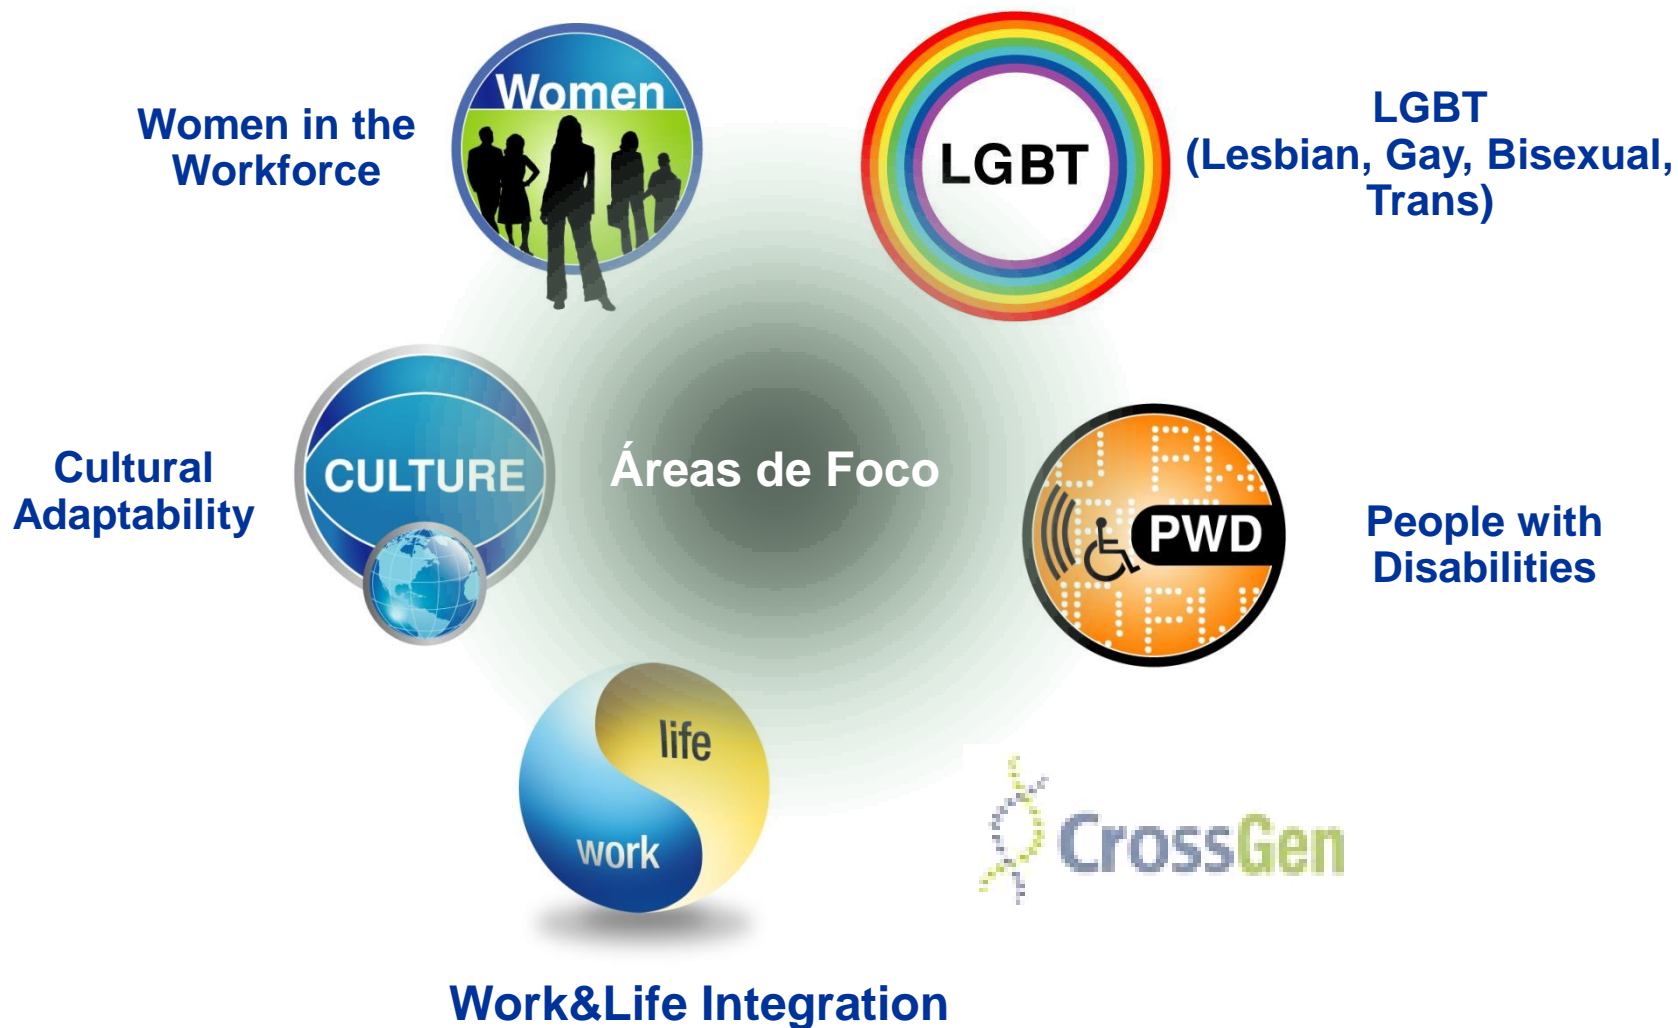 Women in the
Workforce
Women
LGBT
LGBT
(Lesbian, Gay, Bisexual,
Trans)
Cultural
Adaptability
CULTURE
Áreas de Foco
PWD
People with
Disabilities
life
work
CrossGen
Work&Life Integration